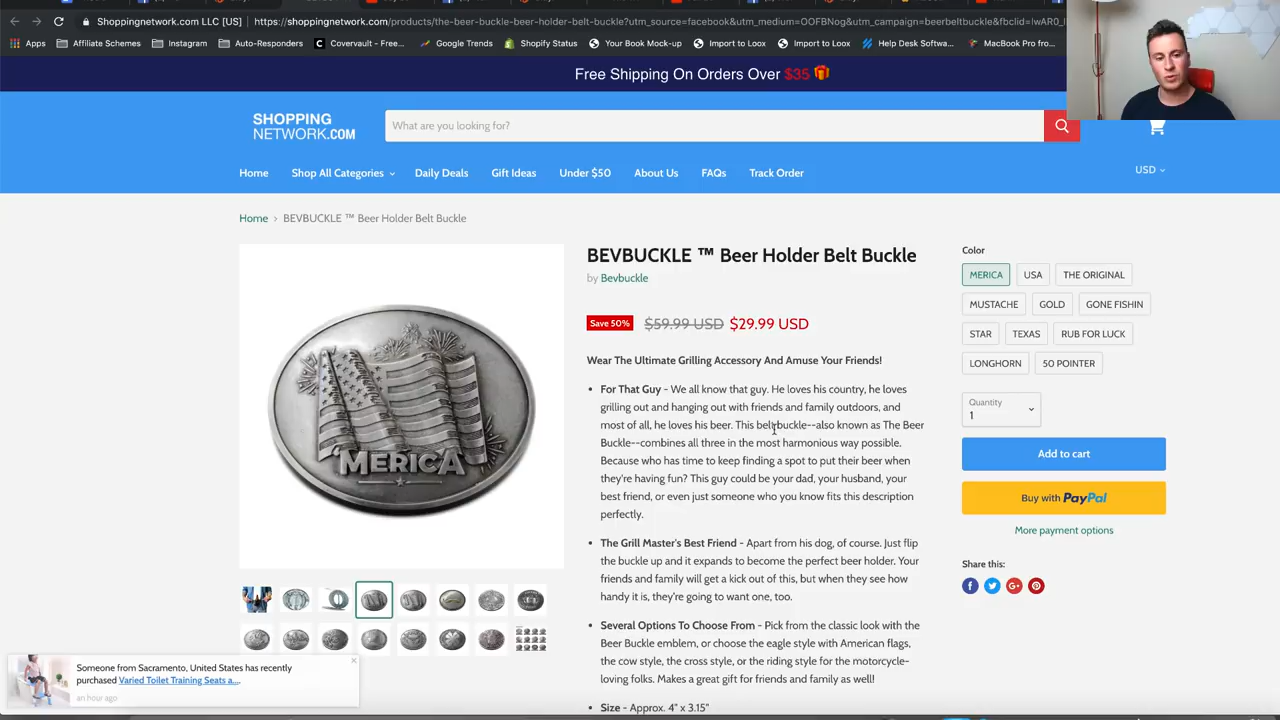 Shoppingnetwork.com LLC [US]
https://shoppingnetwork.com/products/the-beer-buckle-beer-holder-belt-buckle?utm_source=facebook&utm_medium=OOFBNog&utm_campaign=beerbeltbuckle&fbclid=IwAR0_
Apps
Affiliate Schemes
Instagram
Auto-Responders
Covervault - Free...
Google Trends
Shopify Status
Your Book Mock-up
Import to Loox
Import to Loox
Help Desk Softwa...
MacBook Pro from...
Free Shipping On Orders Over $35
SHOPPING
NETWORK.COM
What are you looking for?
Home
Shop All Categories
Daily Deals
Gift Ideas
Under $50
About Us
FAQs
Track Order
USD
Home > BEVBUCKLE ™ Beer Holder Belt Buckle
MERICA
BEVBUCKLE ™ Beer Holder Belt Buckle
by Bevbuckle
Save 50% $59.99 USD $29.99 USD
Wear The Ultimate Grilling Accessory And Amuse Your Friends!
• For That Guy - We all know that guy. He loves his country, he loves
grilling out and hanging out with friends and family outdoors, and
most of all, he loves his beer. This beltbuckle--also known as The Beer
Buckle--combines all three in the most harmonious way possible.
Because who has time to keep finding a spot to put their beer when
they're having fun? This guy could be your dad, your husband, your
best friend, or even just someone who you know fits this description
perfectly.
• The Grill Master's Best Friend - Apart from his dog, of course. Just flip
the buckle up and it expands to become the perfect beer holder. Your
friends and family will get a kick out of this, but when they see how
handy it is, they're going to want one, too.
• Several Options To Choose From - Pick from the classic look with the
Beer Buckle emblem, or choose the eagle style with American flags,
the cow style, the cross style, or the riding style for the motorcycle-
loving folks. Makes a great gift for friends and family as well!
• Size - Approx. 4" x 3.15"
Color
MERICA
USA
THE ORIGINAL
MUSTACHE
GOLD
GONE FISHIN
STAR
TEXAS
RUB FOR LUCK
LONGHORN
50 POINTER
Quantity
1
Add to cart
Buy with PayPal
More payment options
Share this:
Someone from Sacramento, United States has recently
purchased Varied Toilet Training Seats a....
an hour ago